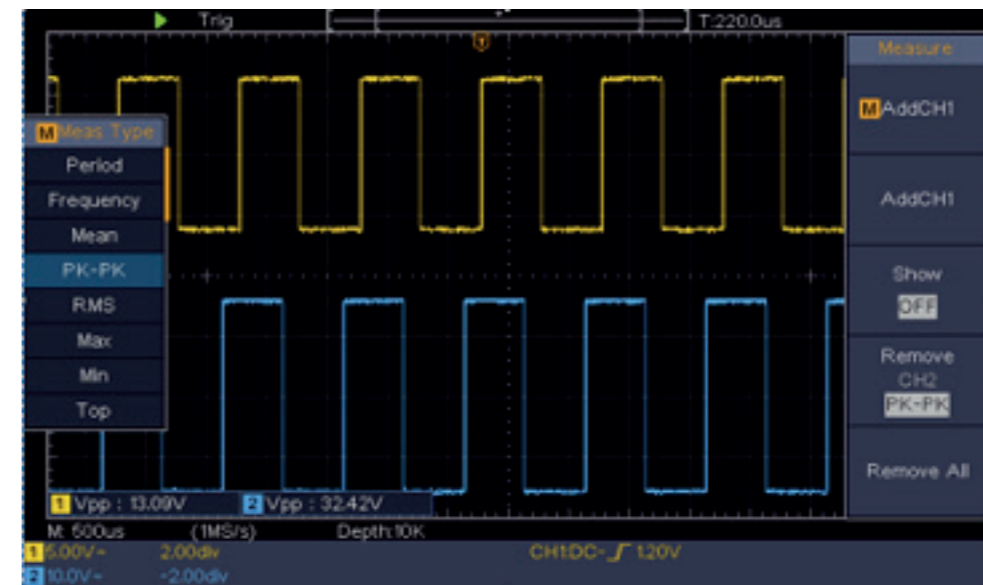 Trig T:220.0us
Measure
M AddCH1
AddCH1
Show
OFF
Remove
CH2
PK-PK
Remove All
M Meas Type
Period
Frequency
Mean
PK-PK
RMS
Max
Min
Top
1 Vpp : 13.09V 2 Vpp : 32.42V
M: 500us (1MS/s) Depth:10K
1 5.00V~ 2.00div CH1:DC- 1.20V
2 10.0V~ -2.00div